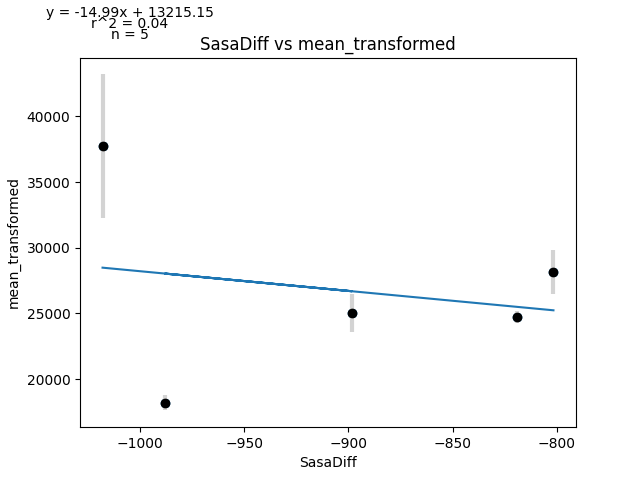 y = -14.99x + 13215.15
r^2 = 0.04
n = 5
SasaDiff vs mean_transformed
40000
35000
30000
25000
20000
mean_transformed
−1000
−950
−900
−850
−800
SasaDiff